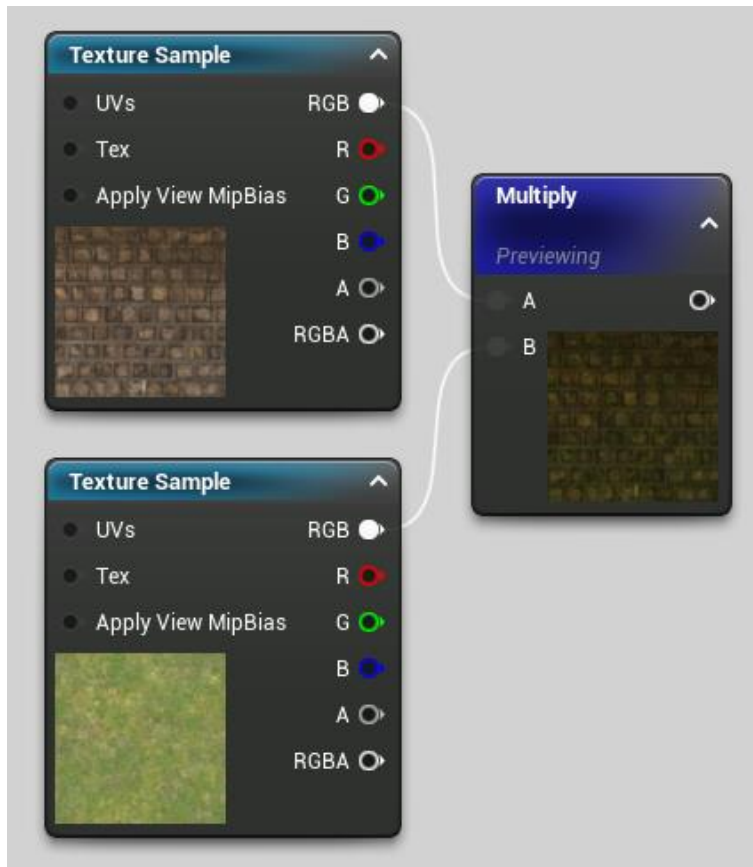 Texture Sample
UVs RGB
Tex R
Apply View MipBias G
B
A
RGBA
Multiply
Previewing
A
B
Texture Sample
UVs RGB
Tex R
Apply View MipBias G
B
A
RGBA